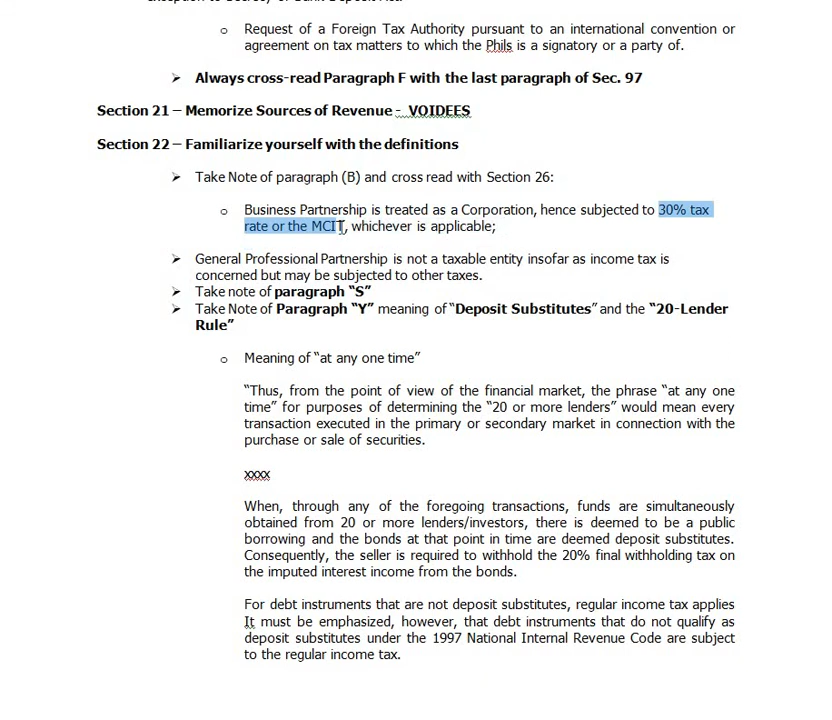 o Request of a Foreign Tax Authority pursuant to an international convention or
agreement on tax matters to which the Phils is a signatory or a party of.
➢ Always cross-read Paragraph F with the last paragraph of Sec. 97
Section 21 – Memorize Sources of Revenue - VOIDEES
Section 22 – Familiarize yourself with the definitions
➢ Take Note of paragraph (B) and cross read with Section 26:
o Business Partnership is treated as a Corporation, hence subjected to 30% tax
rate or the MCIT, whichever is applicable;
➢ General Professional Partnership is not a taxable entity insofar as income tax is
concerned but may be subjected to other taxes.
➢ Take note of paragraph “S”
➢ Take Note of Paragraph “Y” meaning of “Deposit Substitutes” and the “20-Lender
Rule”
o Meaning of “at any one time”
“Thus, from the point of view of the financial market, the phrase “at any one
time” for purposes of determining the “20 or more lenders” would mean every
transaction executed in the primary or secondary market in connection with the
purchase or sale of securities.
xxxx
When, through any of the foregoing transactions, funds are simultaneously
obtained from 20 or more lenders/investors, there is deemed to be a public
borrowing and the bonds at that point in time are deemed deposit substitutes.
Consequently, the seller is required to withhold the 20% final withholding tax on
the imputed interest income from the bonds.
For debt instruments that are not deposit substitutes, regular income tax applies
It must be emphasized, however, that debt instruments that do not qualify as
deposit substitutes under the 1997 National Internal Revenue Code are subject
to the regular income tax.